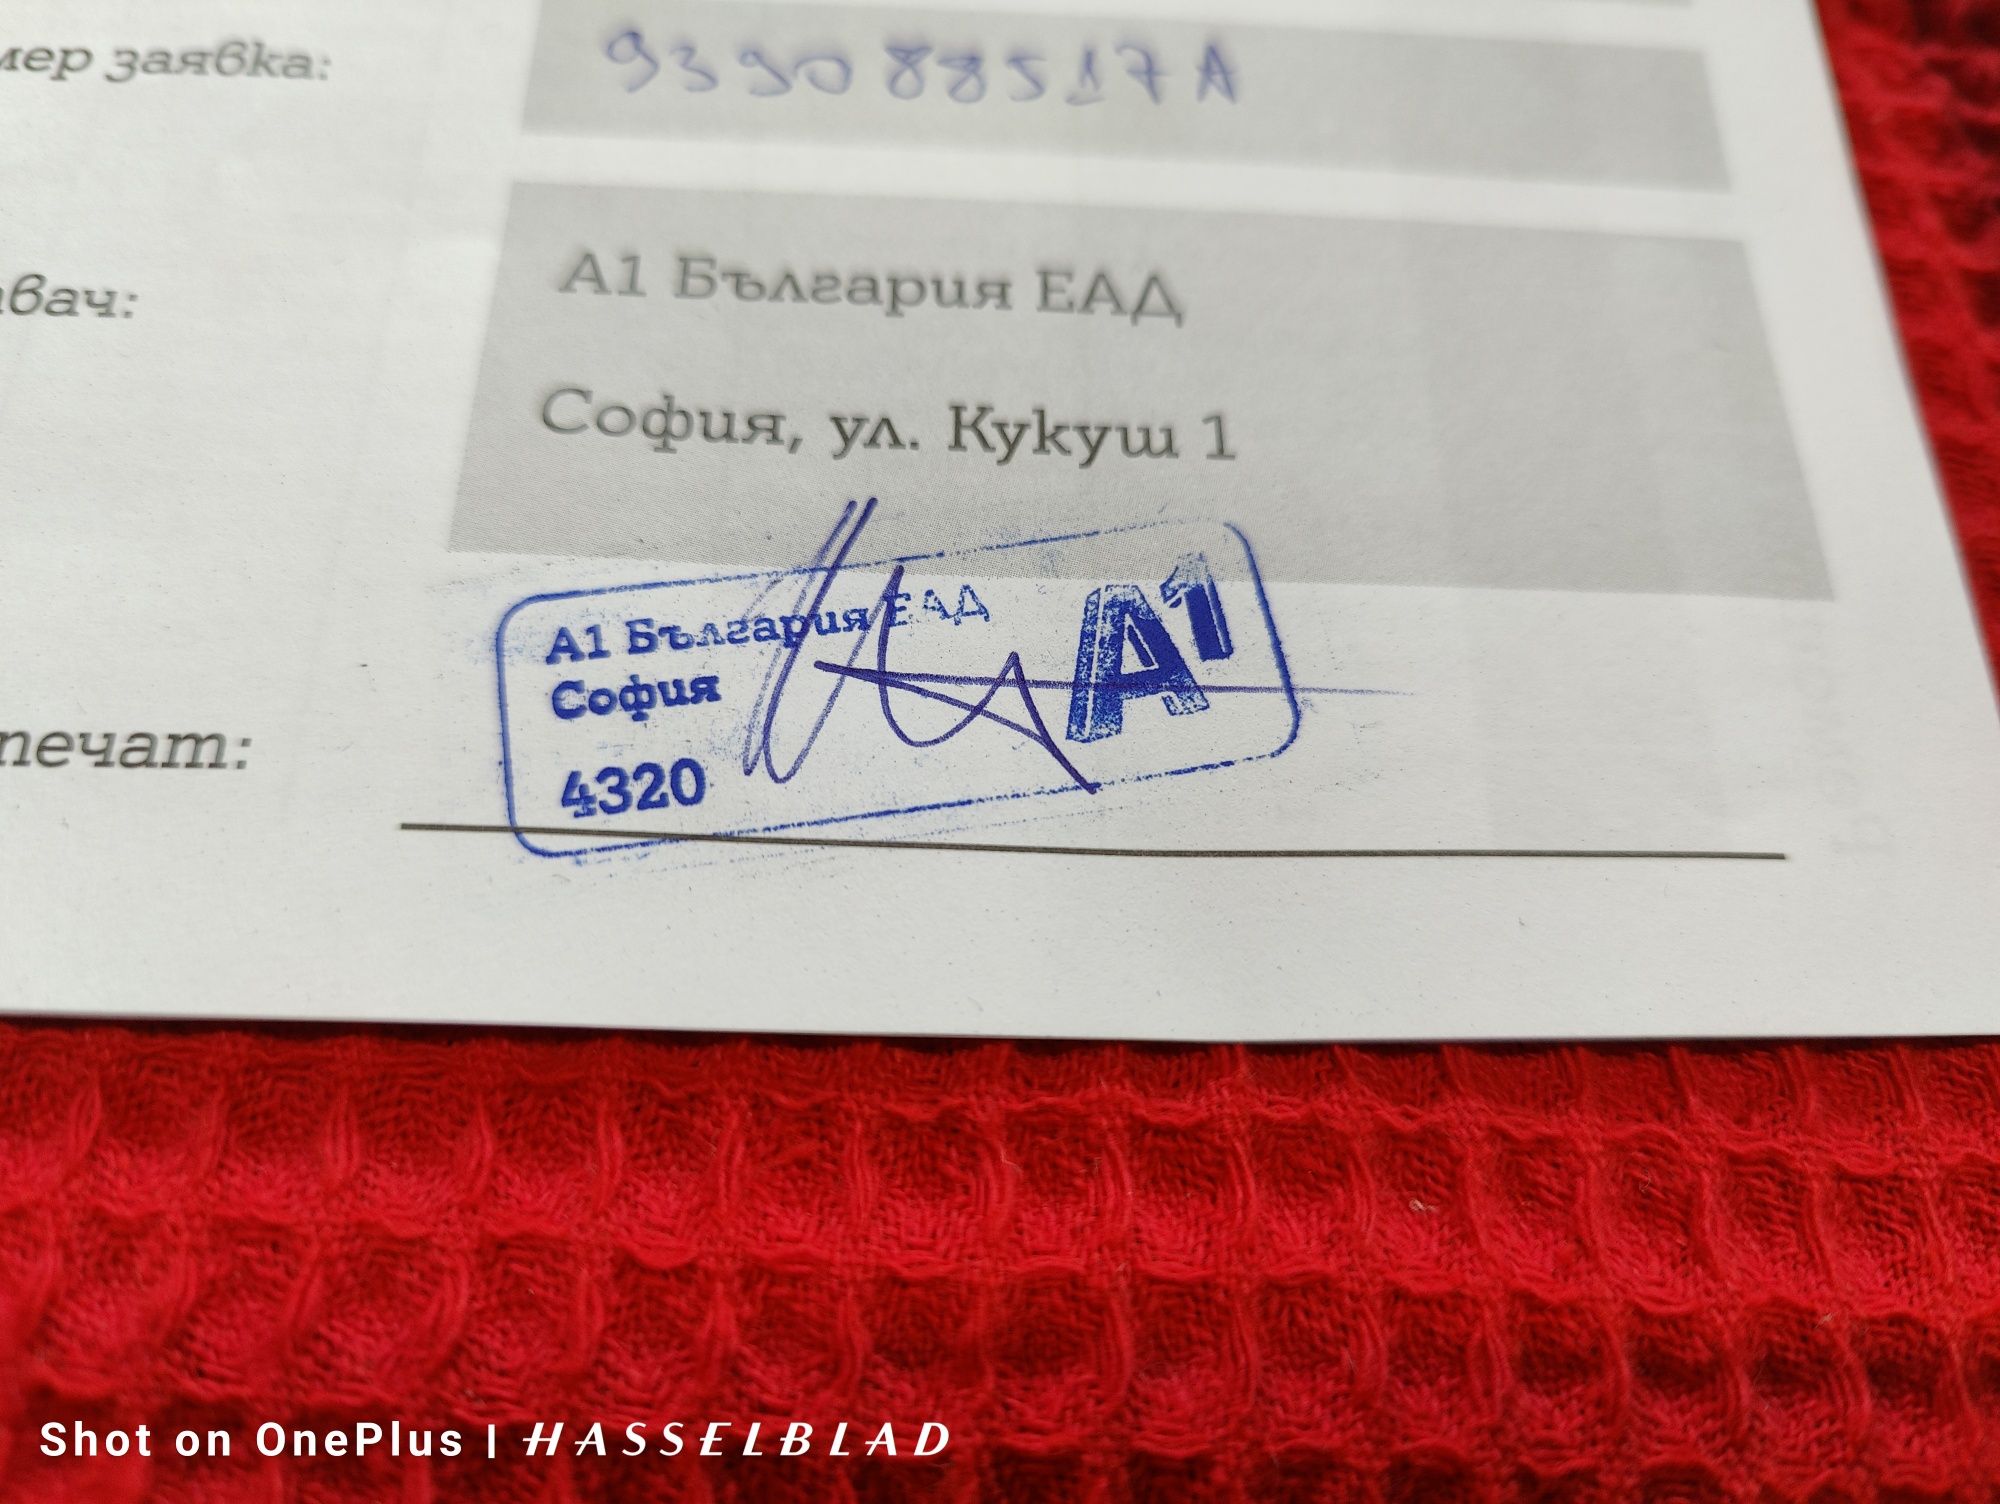 мер заявка:
939088517A
вач:
А1 България ЕАД
София, ул. Кукуш 1
печат:
А1 България ЕАД
София
4320
A1
Shot on OnePlus | HASSELBLAD